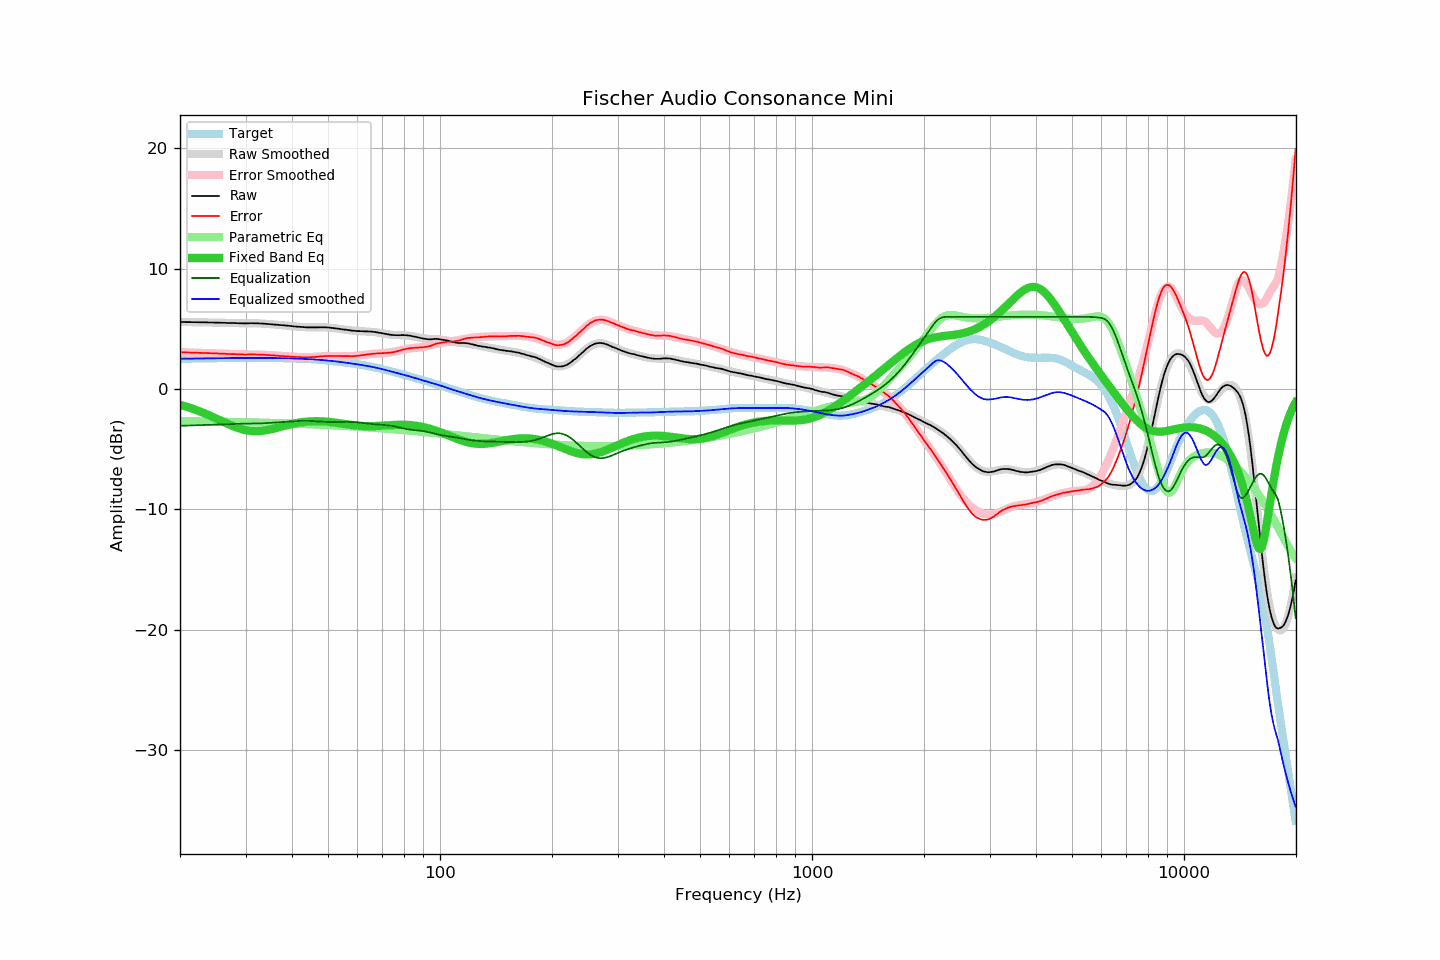 Fischer Audio Consonance Mini
Target
Raw Smoothed
Error Smoothed
Raw
Error
Parametric Eq
Fixed Band Eq
Equalization
Equalized smoothed
20
10
0
−10
−20
−30
Amplitude (dBr)
100
1000
10000
Frequency (Hz)